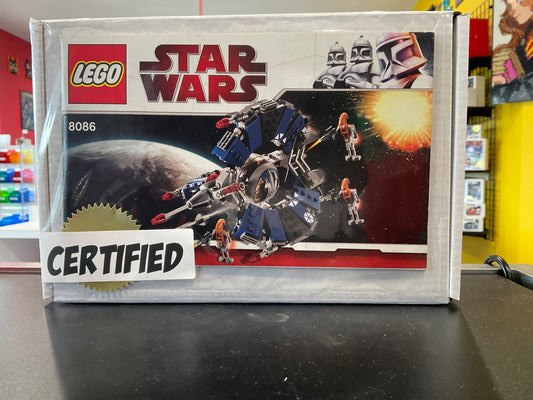 LEGO
STAR
WARS
8086
CERTIFIED